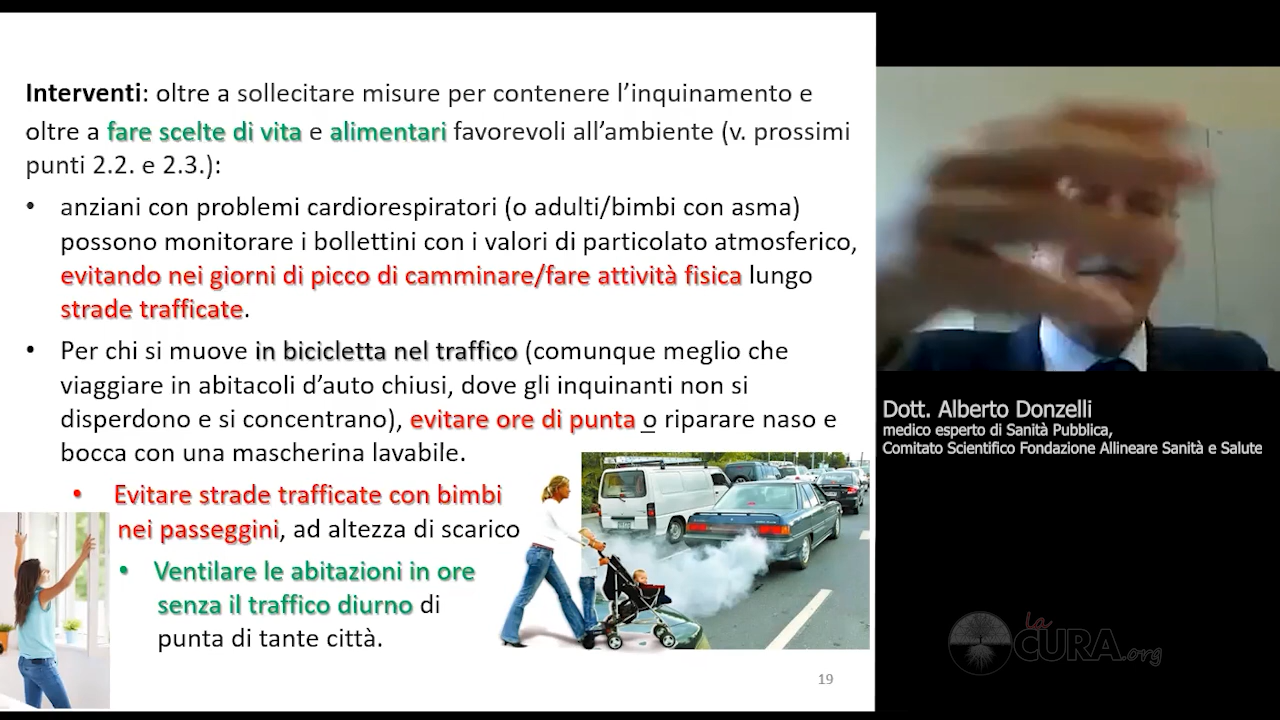 Interventi: oltre a sollecitare misure per contenere l'inquinamento e
oltre a fare scelte di vita e alimentari favorevoli all'ambiente (v. prossimi
punti 2.2. e 2.3.):
• anziani con problemi cardiorespiratori (o adulti/bimbi con asma)
possono monitorare i bollettini con i valori di particolato atmosferico,
evitando nei giorni di picco di camminare/fare attività fisica lungo
strade trafficate.
• Per chi si muove in bicicletta nel traffico (comunque meglio che
viaggiare in abitacoli d'auto chiusi, dove gli inquinanti non si
disperdono e si concentrano), evitare ore di punta o riparare naso e
bocca con una mascherina lavabile.
• Evitare strade trafficate con bimbi
nei passeggini, ad altezza di scarico
• Ventilare le abitazioni in ore
senza il traffico diurno di
punta di tante città.
19
Dott. Alberto Donzelli
medico esperto di Sanità Pubblica,
Comitato Scientifico Fondazione Allineare Sanità e Salute
la
CURA.org